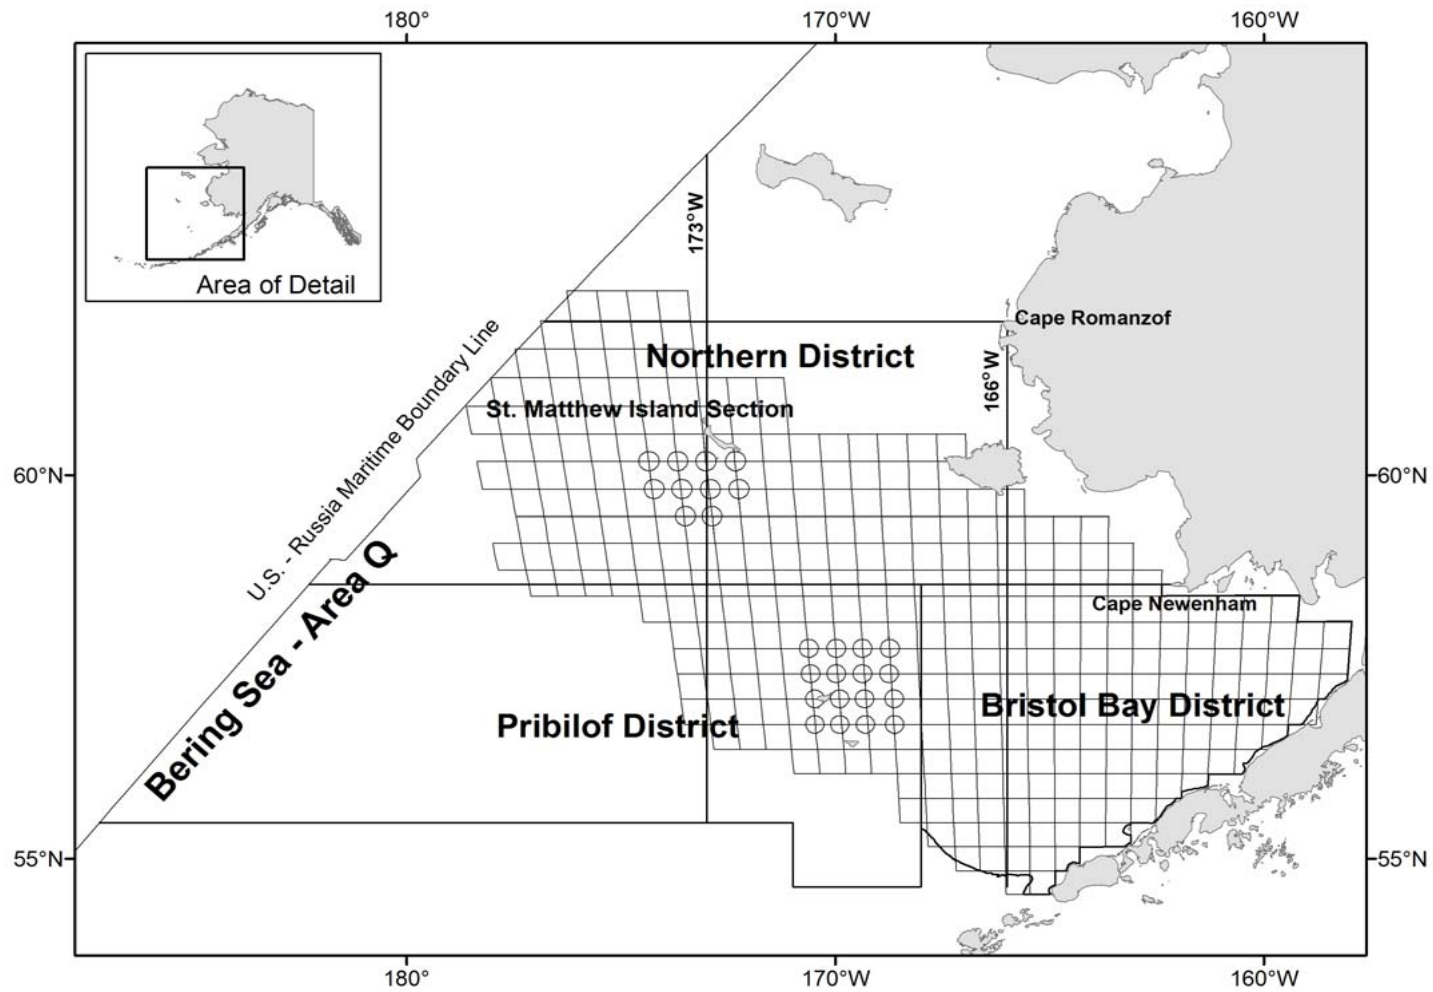 180°
170°W
160°W
Area of Detail
173°W
Cape Romanzof
Northern District
166°W
U.S. - Russia Maritime Boundary Line
St. Matthew Island Section
60°N
60°N
Bering Sea - Area Q
Cape Newenham
Bristol Bay District
Pribilof District
55°N
55°N
180°
170°W
160°W